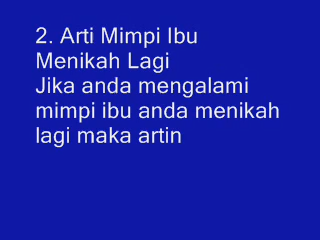 2. Arti Mimpi Ibu
Menikah Lagi
Jika anda mengalami
mimpi ibu anda menikah
lagi maka artin